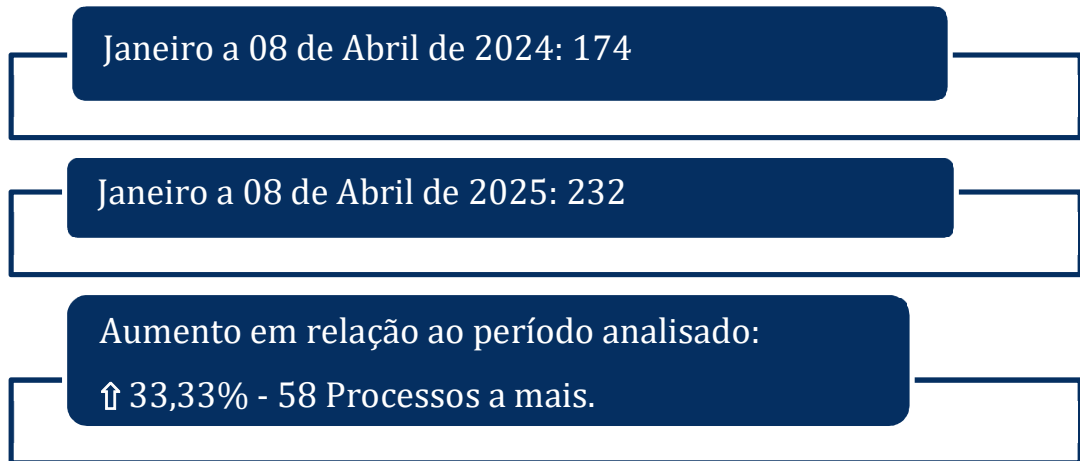 Janeiro a 08 de Abril de 2024: 174
Janeiro a 08 de Abril de 2025: 232
Aumento em relação ao período analisado:
⇧ 33,33% - 58 Processos a mais.